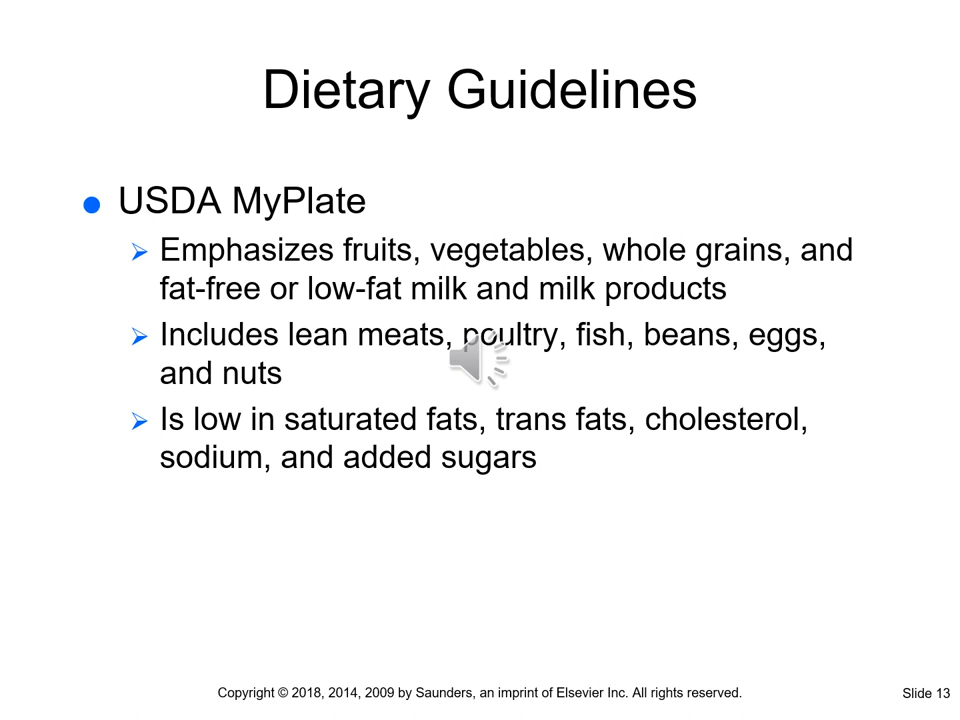 Dietary Guidelines
USDA MyPlate
Emphasizes fruits, vegetables, whole grains, and
fat-free or low-fat milk and milk products
Includes lean meats, poultry, fish, beans, eggs,
and nuts
Is low in saturated fats, trans fats, cholesterol,
sodium, and added sugars
Copyright © 2018, 2014, 2009 by Saunders, an imprint of Elsevier Inc. All rights reserved.
Slide 13